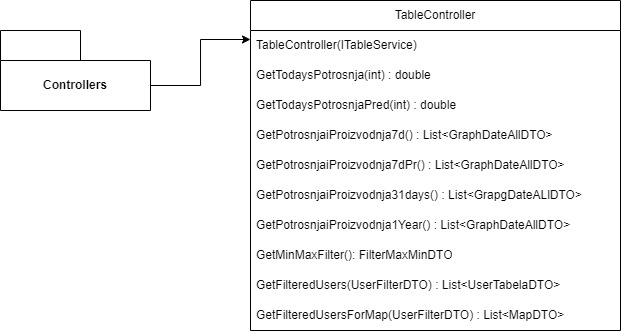 Controllers
TableController
TableController(ITableService)
GetTodaysPotrosnja(int) : double
GetTodaysPotrosnjaPred(int) : double
GetPotrosnjaiProizvodnja7d() : List<GraphDateAllDTO>
GetPotrosnjaiProizvodnja7dPr() : List<GraphDateAllDTO>
GetPotrosnjaiProizvodnja31days() : List<GrapgDateALlDTO>
GetPotrosnjaiProizvodnja1Year() : List<GraphDateAllDTO>
GetMinMaxFilter(): FilterMaxMinDTO
GetFilteredUsers(UserFilterDTO) : List<UserTabelaDTO>
GetFilteredUsersForMap(UserFilterDTO) : List<MapDTO>